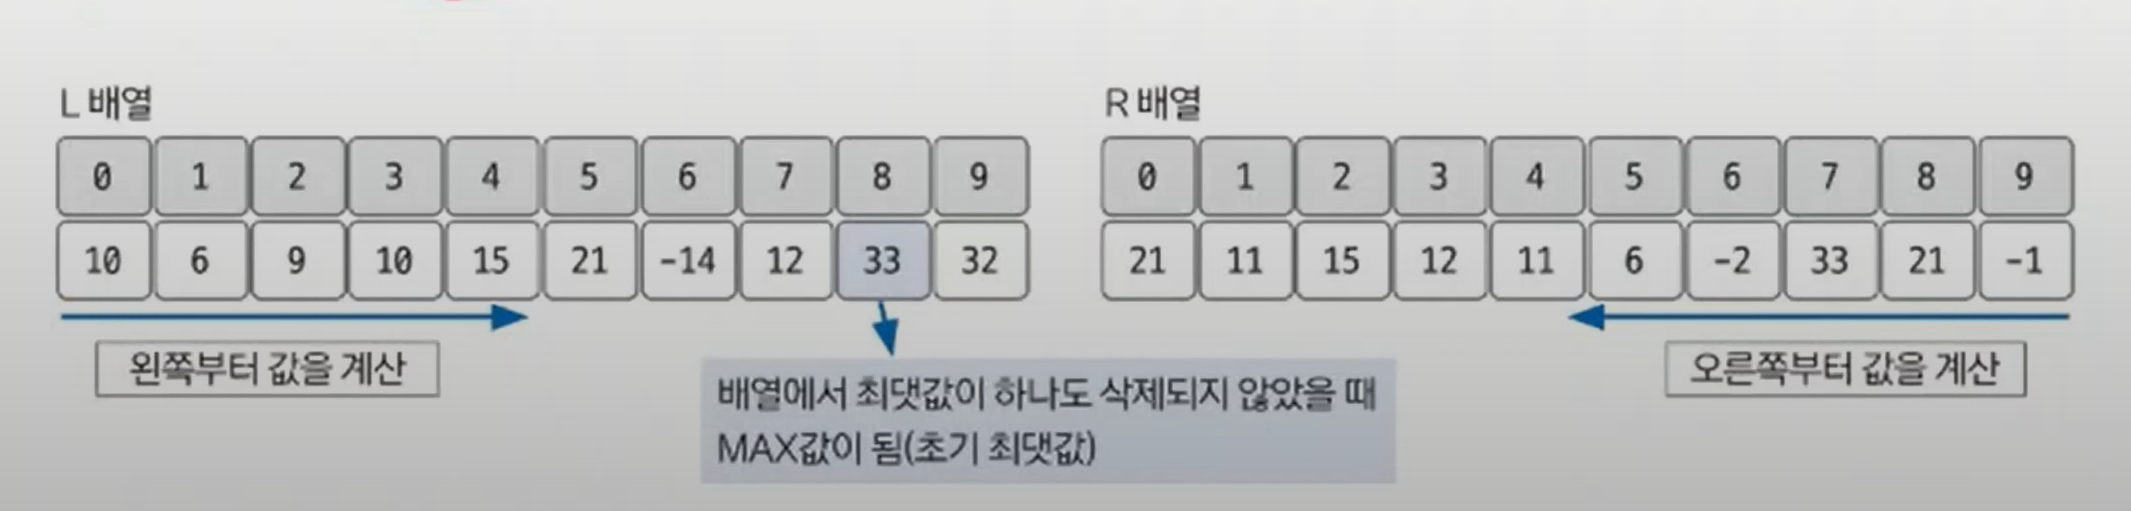 L 배열
R 배열
0 1 2 3 4 5 6 7 8 9
0 1 2 3 4 5 6 7 8 9
10 6 9 10 15 21 -14 12 33 32
21 11 15 12 11 6 -2 33 21 -1
왼쪽부터 값을 계산
오른쪽부터 값을 계산
배열에서 최댓값이 하나도 삭제되지 않았을 때
MAX값이 됨(초기 최댓값)